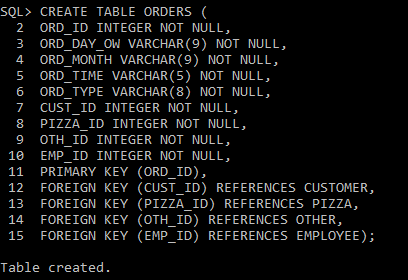 SQL> CREATE TABLE ORDERS (
2 ORD_ID INTEGER NOT NULL,
3 ORD_DAY_OW VARCHAR(9) NOT NULL,
4 ORD_MONTH VARCHAR(9) NOT NULL,
5 ORD_TIME VARCHAR(5) NOT NULL,
6 ORD_TYPE VARCHAR(8) NOT NULL,
7 CUST_ID INTEGER NOT NULL,
8 PIZZA_ID INTEGER NOT NULL,
9 OTH_ID INTEGER NOT NULL,
10 EMP_ID INTEGER NOT NULL,
11 PRIMARY KEY (ORD_ID),
12 FOREIGN KEY (CUST_ID) REFERENCES CUSTOMER,
13 FOREIGN KEY (PIZZA_ID) REFERENCES PIZZA,
14 FOREIGN KEY (OTH_ID) REFERENCES OTHER,
15 FOREIGN KEY (EMP_ID) REFERENCES EMPLOYEE);
Table created.